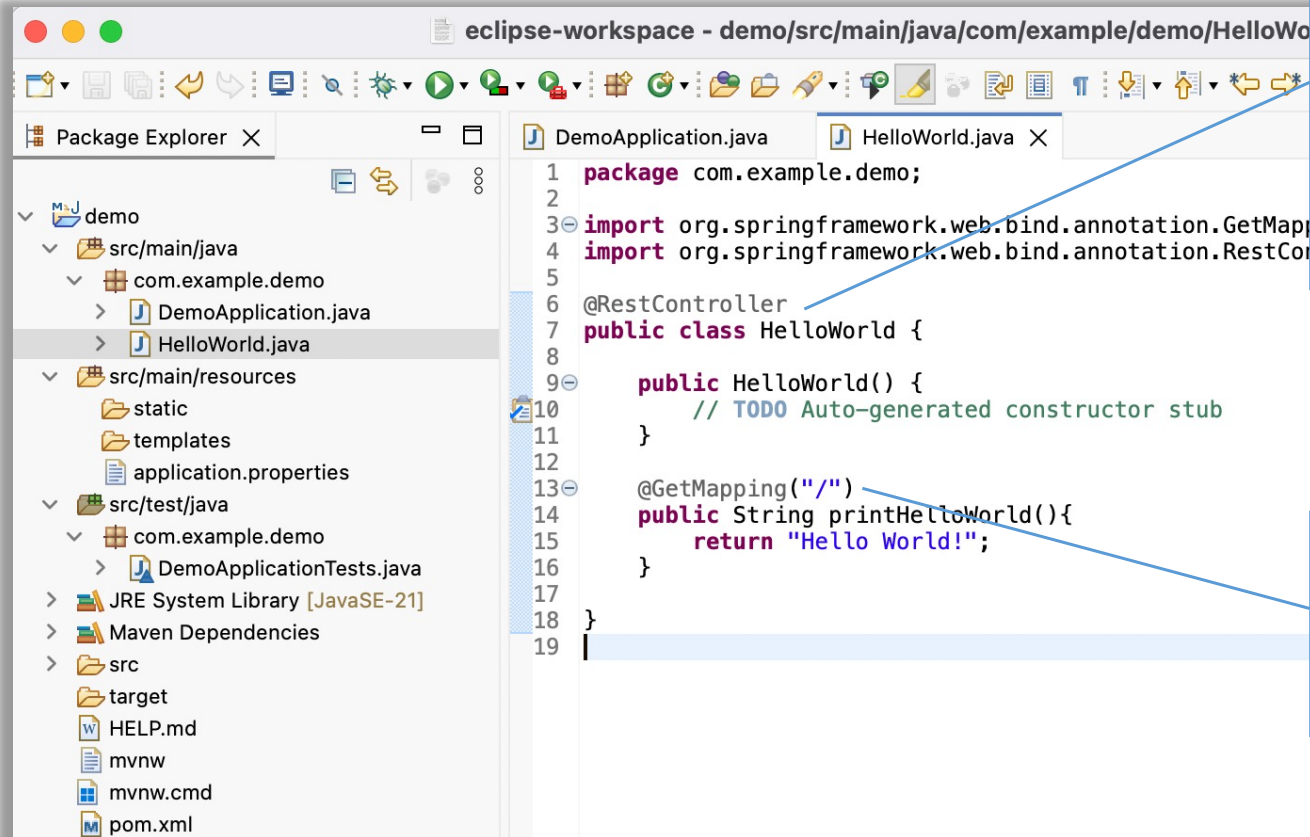 eclipse-workspace - demo/src/main/java/com/example/demo/HelloWo
Package Explorer
demo
src/main/java
com.example.demo
DemoApplication.java
HelloWorld.java
src/main/resources
static
templates
application.properties
src/test/java
com.example.demo
DemoApplicationTests.java
JRE System Library [JavaSE-21]
Maven Dependencies
src
target
HELP.md
mvnw
mvnw.cmd
pom.xml
DemoApplication.java
HelloWorld.java
1 package com.example.demo;
2
3 import org.springframework.web.bind.annotation.GetMapp
4 import org.springframework.web.bind.annotation.RestCon
5
6 @RestController
7 public class HelloWorld {
8
9 public HelloWorld() {
10 // TODO Auto-generated constructor stub
11 }
12
13 @GetMapping("/")
14 public String printHelloWorld(){
15 return "Hello World!";
16 }
17
18 }
19